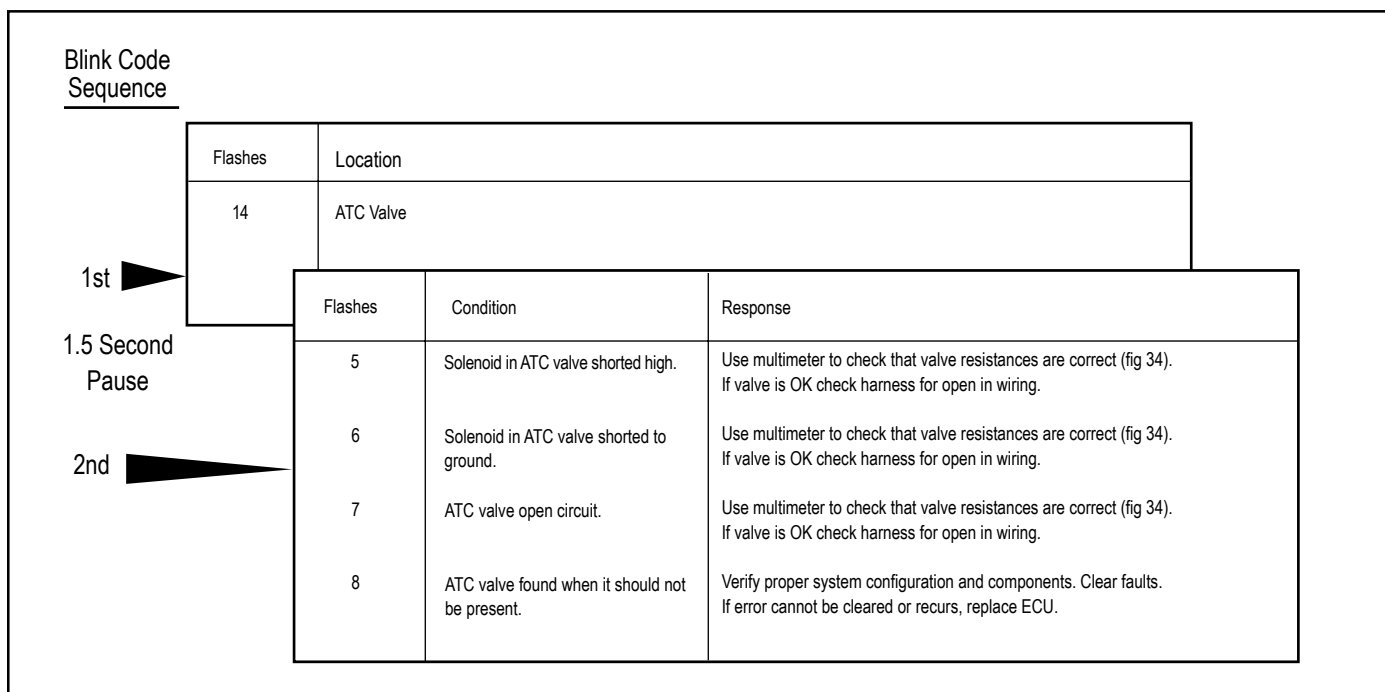 Blink Code
Sequence
Flashes
Location
14
ATC Valve
1st
1.5 Second
Pause
2nd
Flashes
Condition
Response
5
Solenoid in ATC valve shorted high.
Use multimeter to check that valve resistances are correct (fig 34).
If valve is OK check harness for open in wiring.
6
Solenoid in ATC valve shorted to
ground.
Use multimeter to check that valve resistances are correct (fig 34).
If valve is OK check harness for open in wiring.
7
ATC valve open circuit.
Use multimeter to check that valve resistances are correct (fig 34).
If valve is OK check harness for open in wiring.
8
ATC valve found when it should not
be present.
Verify proper system configuration and components. Clear faults.
If error cannot be cleared or recurs, replace ECU.